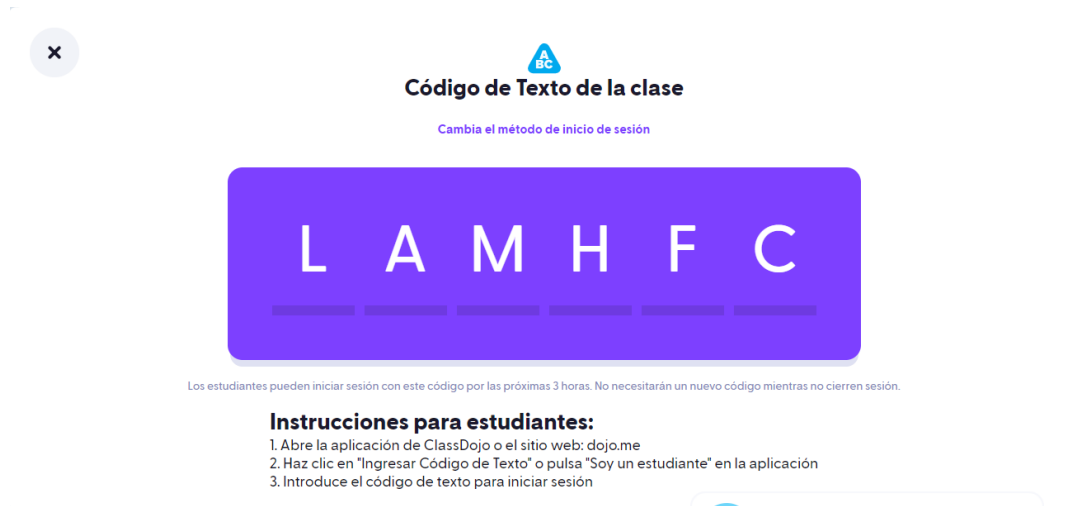 ABC
Código de Texto de la clase
Cambia el método de inicio de sesión
L A M H F C
Los estudiantes pueden iniciar sesión con este código por las próximas 3 horas. No necesitarán un nuevo código mientras no cierren sesión.
Instrucciones para estudiantes:
1. Abre la aplicación de ClassDojo o el sitio web: dojo.me
2. Haz clic en "Ingresar Código de Texto" o pulsa "Soy un estudiante" en la aplicación
3. Introduce el código de texto para iniciar sesión